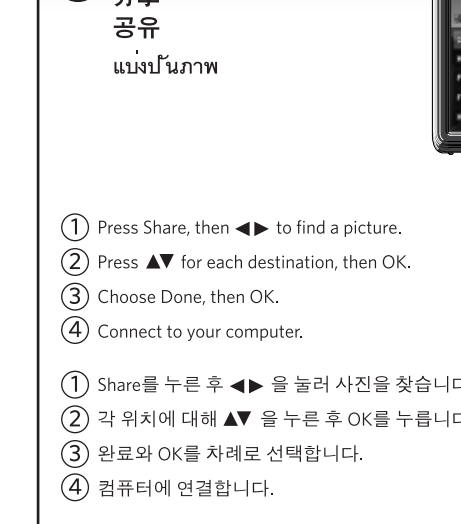 공유
แบ่งปันภาพ
① Press Share, then ◀▶ to find a picture.
② Press ▲▼ for each destination, then OK.
③ Choose Done, then OK.
④ Connect to your computer.
① Share를 누른 후 ◀▶ 을 눌러 사진을 찾습니다
② 각 위치에 대해 ▲▼ 을 누른 후 OK를 누릅니다
③ 완료와 OK를 차례로 선택합니다.
④ 컴퓨터에 연결합니다.